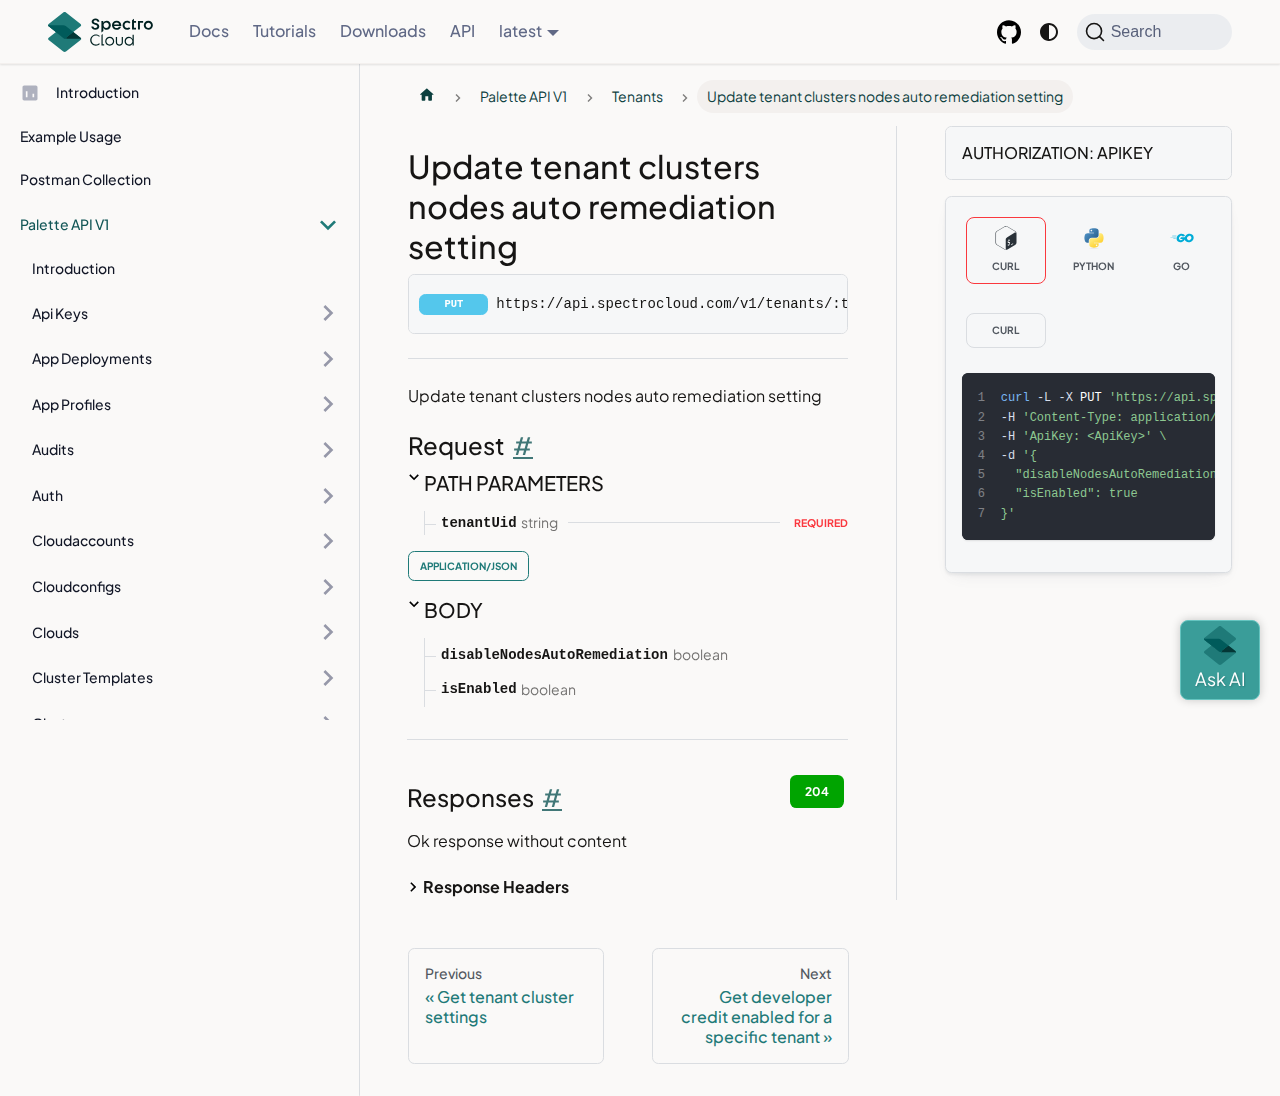 Spectro Cloud
Docs
Tutorials
Downloads
API
latest
Search
Introduction
Example Usage
Postman Collection
Palette API V1
Introduction
Api Keys
App Deployments
App Profiles
Audits
Auth
Cloudaccounts
Cloudconfigs
Clouds
Cluster Templates
Palette API V1
Tenants
Update tenant clusters nodes auto remediation setting
Update tenant clusters
nodes auto remediation
setting
PUT https://api.spectrocloud.com/v1/tenants/:t
Update tenant clusters nodes auto remediation setting
Request #
PATH PARAMETERS
tenantUid string REQUIRED
APPLICATION/JSON
BODY
disableNodesAutoRemediation boolean
isEnabled boolean
Responses #
204
Ok response without content
Response Headers
Previous
« Get tenant cluster
settings
Next
Get developer
credit enabled for a
specific tenant »
AUTHORIZATION: APIKEY
CURL
PYTHON
GO
CURL
1 curl -L -X PUT 'https://api.sp
2 -H 'Content-Type: application/
3 -H 'ApiKey: <ApiKey>' \
4 -d '{
5 "disableNodesAutoRemediation
6 "isEnabled": true
7 }'
Ask AI